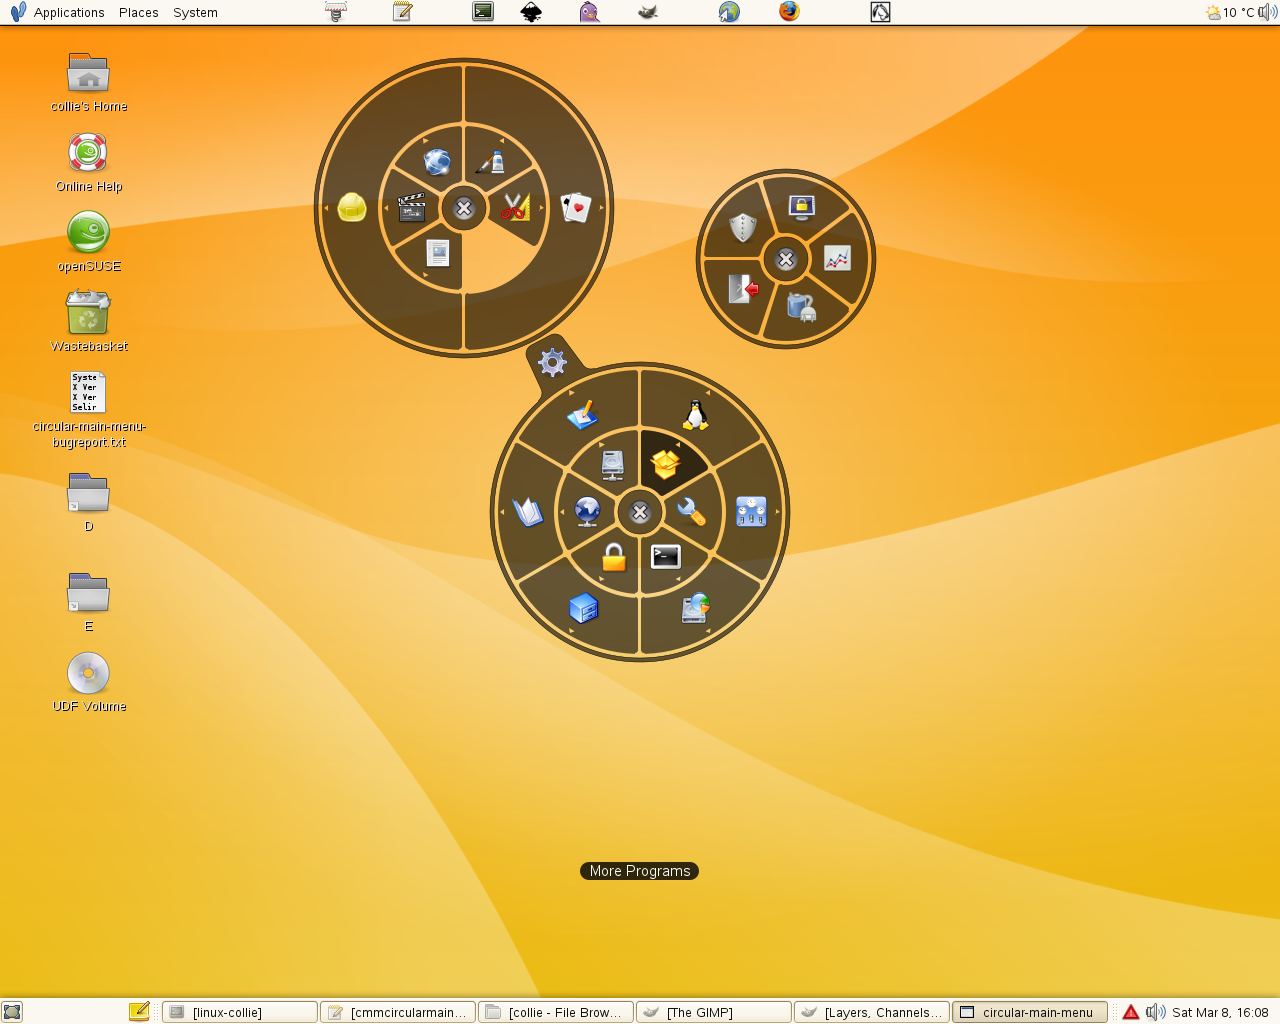 Applications Places System
10 °C
collie's Home
Online Help
openSUSE
Wastebasket
Syste
X Ver
X Ver
Selir
circular-main-menu-
bugreport.txt
D
E
UDF Volume
More Programs
[linux-collie]
[cmmcircularmain...
[collie - File Brow...
[The GIMP]
[Layers, Channels...
circular-main-menu
Sat Mar 8, 16:08